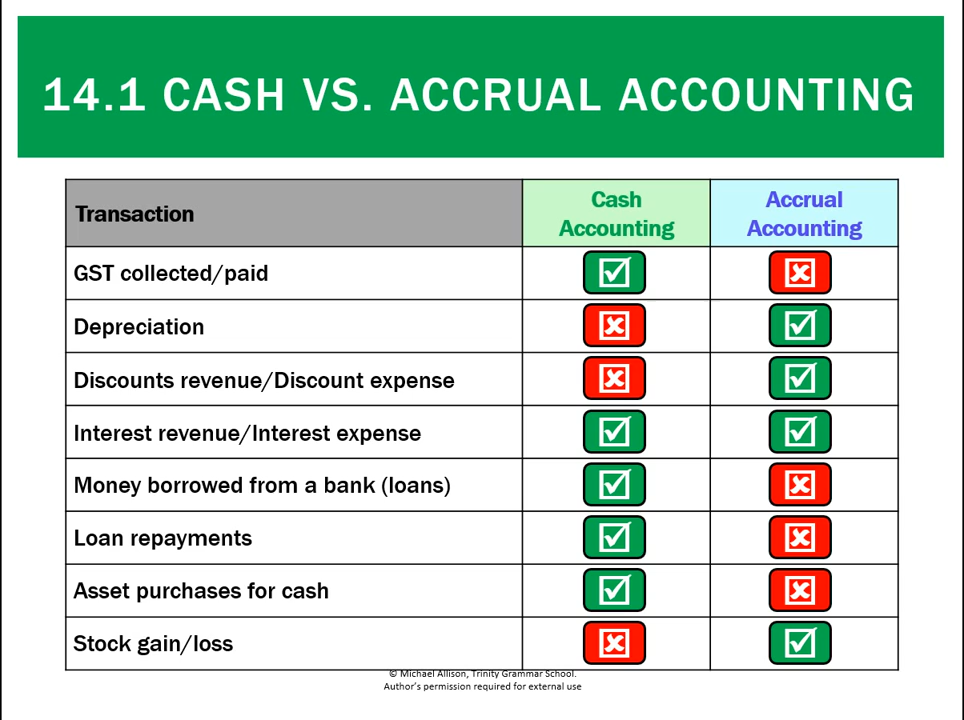 14.1 CASH VS. ACCRUAL ACCOUNTING
Transaction
Cash
Accounting
Accrual
Accounting
GST collected/paid
Depreciation
Discounts revenue/Discount expense
Interest revenue/Interest expense
Money borrowed from a bank (loans)
Loan repayments
Asset purchases for cash
Stock gain/loss
© Michael Allison, Trinity Grammar School.
Author's permission required for external use